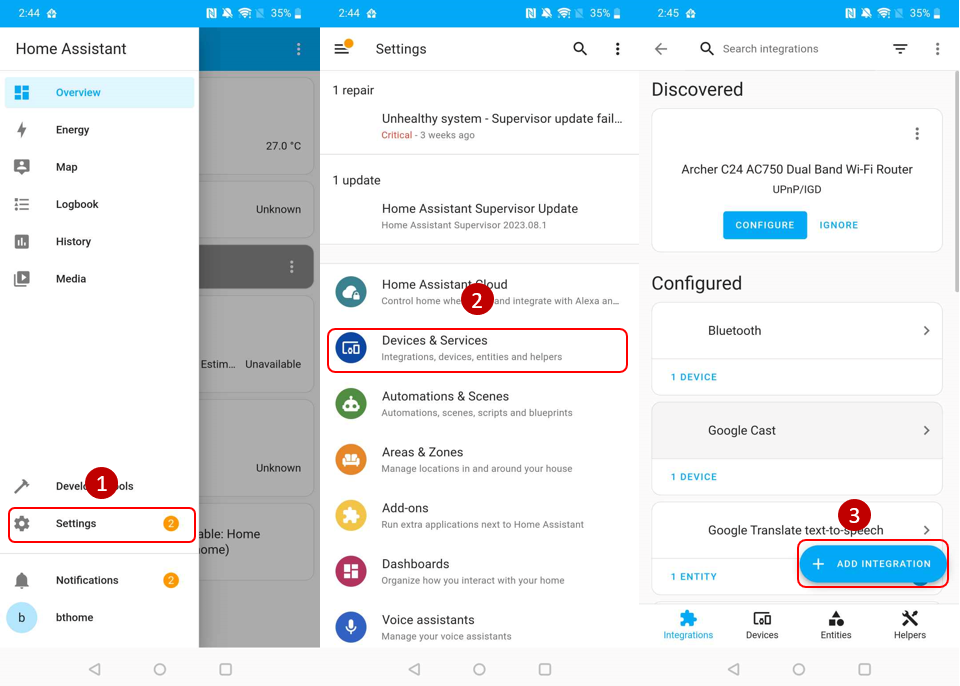 2:44
35%
Home Assistant
Overview
Energy
Map
27.0 °C
Logbook
Unknown
History
Media
Estim... Unavailable
Unknown
1
Settings 2
able: Home
ome)
Notifications 2
b bthome
2:44
35%
Settings
1 repair
Unhealthy system - Supervisor update fail...
Critical - 3 weeks ago
1 update
Home Assistant Supervisor Update
Home Assistant Supervisor 2023.08.1
Home Assistant Cloud
Control home whe and integrate with Alexa an...
2
Devices & Services
Integrations, devices, entities and helpers
Automations & Scenes
Automations, scenes, scripts and blueprints
Areas & Zones
Manage locations in and around your house
Add-ons
Run extra applications next to Home Assistant
Dashboards
Organize how you interact with your home
Voice assistants
Manage your voice assistants
2:45
35%
Search integrations
Discovered
Archer C24 AC750 Dual Band Wi-Fi Router
UPnP/IGD
CONFIGURE IGNORE
Configured
Bluetooth
1 DEVICE
Google Cast
1 DEVICE
3
Google Translate text-to-speech
1 ENTITY
+ ADD INTEGRATION
Integrations Devices Entities Helpers